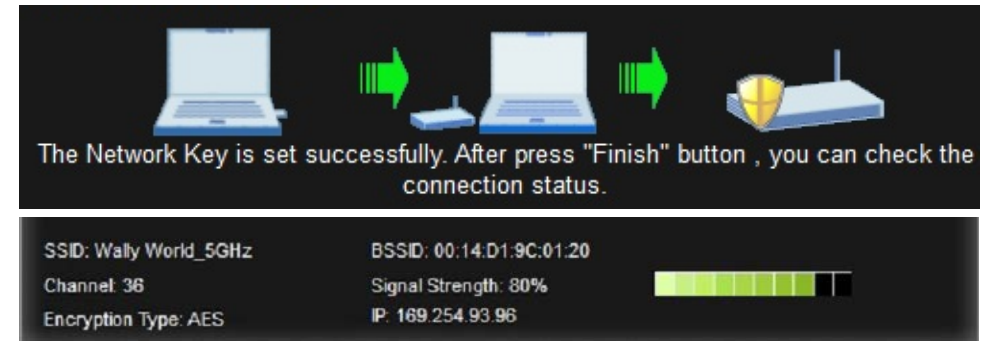 The Network Key is set successfully. After press "Finish" button , you can check the
connection status.
SSID: Wally World_5GHz
BSSID: 00:14:D1:9C:01:20
Channel: 36
Signal Strength: 80%
Encryption Type: AES
IP: 169.254.93.96